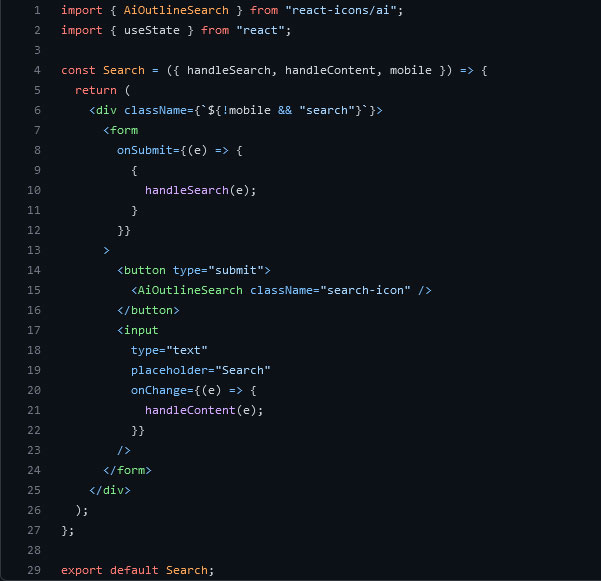 1 import { AiOutlineSearch } from "react-icons/ai";
2 import { useState } from "react";
3
4 const Search = ({ handleSearch, handleContent, mobile }) => {
5   return (
6     <div className={`${!mobile && "search"}`}>
7       <form
8         onSubmit={(e) => {
9           {
10             handleSearch(e);
11           }
12         }}
13       >
14         <button type="submit">
15           <AiOutlineSearch className="search-icon" />
16         </button>
17         <input
18           type="text"
19           placeholder="Search"
20           onChange={(e) => {
21             handleContent(e);
22           }}
23         />
24       </form>
25     </div>
26   );
27 };
28
29 export default Search;